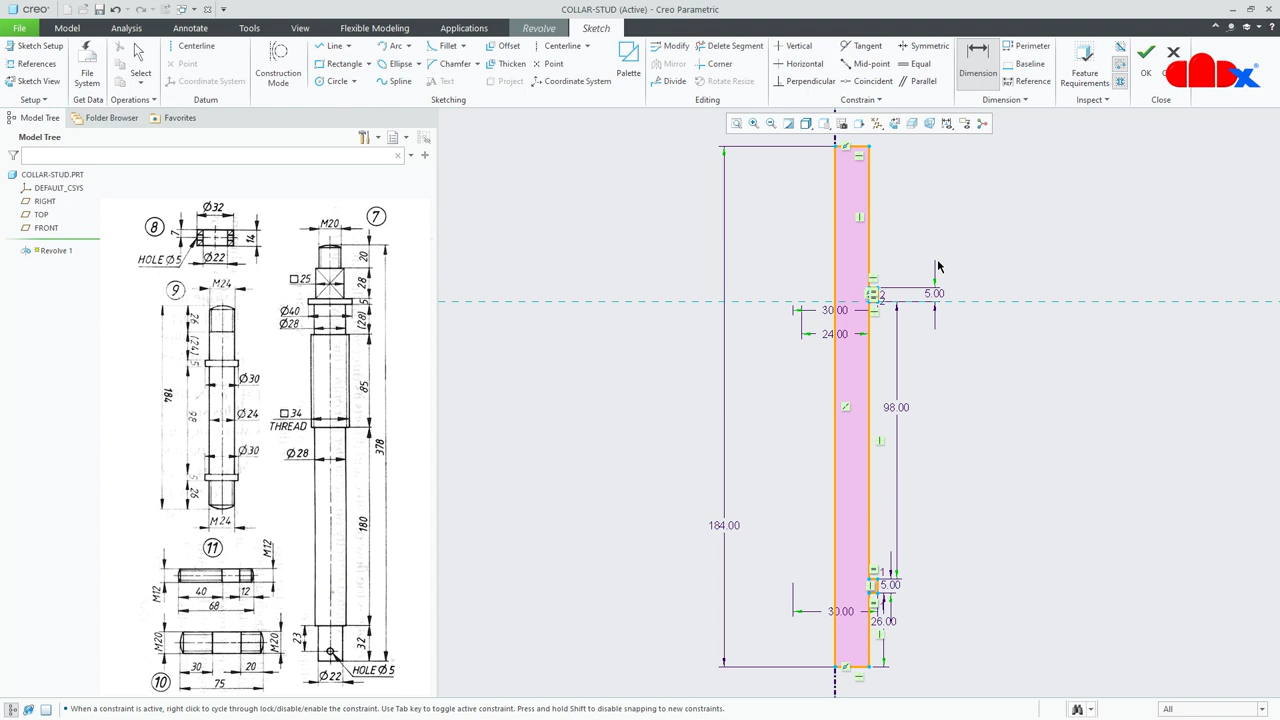 creo
COLLAR-STUD (Active) - Creo Parametric
File Model Analysis Annotate Tools View Flexible Modeling Applications Revolve Sketch
Sketch Setup
References
Sketch View
Setup
File System
Get Data
Select
Operations
Centerline
Point
Coordinate System
Datum
Construction Mode
Line Arc Fillet Offset Centerline
Rectangle Ellipse Chamfer Thicken Point
Circle Spline Text Project Coordinate System
Palette
Sketching
Modify Delete Segment
Mirror Corner
Divide Rotate Resize
Editing
Vertical Tangent Symmetric
Horizontal Mid-point Equal
Perpendicular Coincident Parallel
Constrain
Dimension
Perimeter
Baseline
Reference
Dimension
Feature Requirements
Inspect
OK
Close
Model Tree Folder Browser Favorites
Model Tree
COLLAR-STUD.PRT
DEFAULT_CSYS
RIGHT
TOP
FRONT
Revolve 1
8
Ø32
7
14
HOLE Ø5
Ø22
9
M24
26
(24)
5
Ø30
184
98
Ø24
Ø30
5
26
M24
11
M12
M12
40
12
68
M20
M20
30
20
75
10
7
M20
20
□25
28
5
Ø40
Ø28
(20)
85
□34
THREAD
378
Ø28
180
23
32
HOLE Ø5
Ø22
5.00
30.00
24.00
98.00
184.00
1
5.00
30.00
26.00
When a constraint is active, right click to cycle through lock/disable/enable the constraint. Use Tab key to toggle active constraint. Press and hold Shift to disable snapping to new constraints.
All